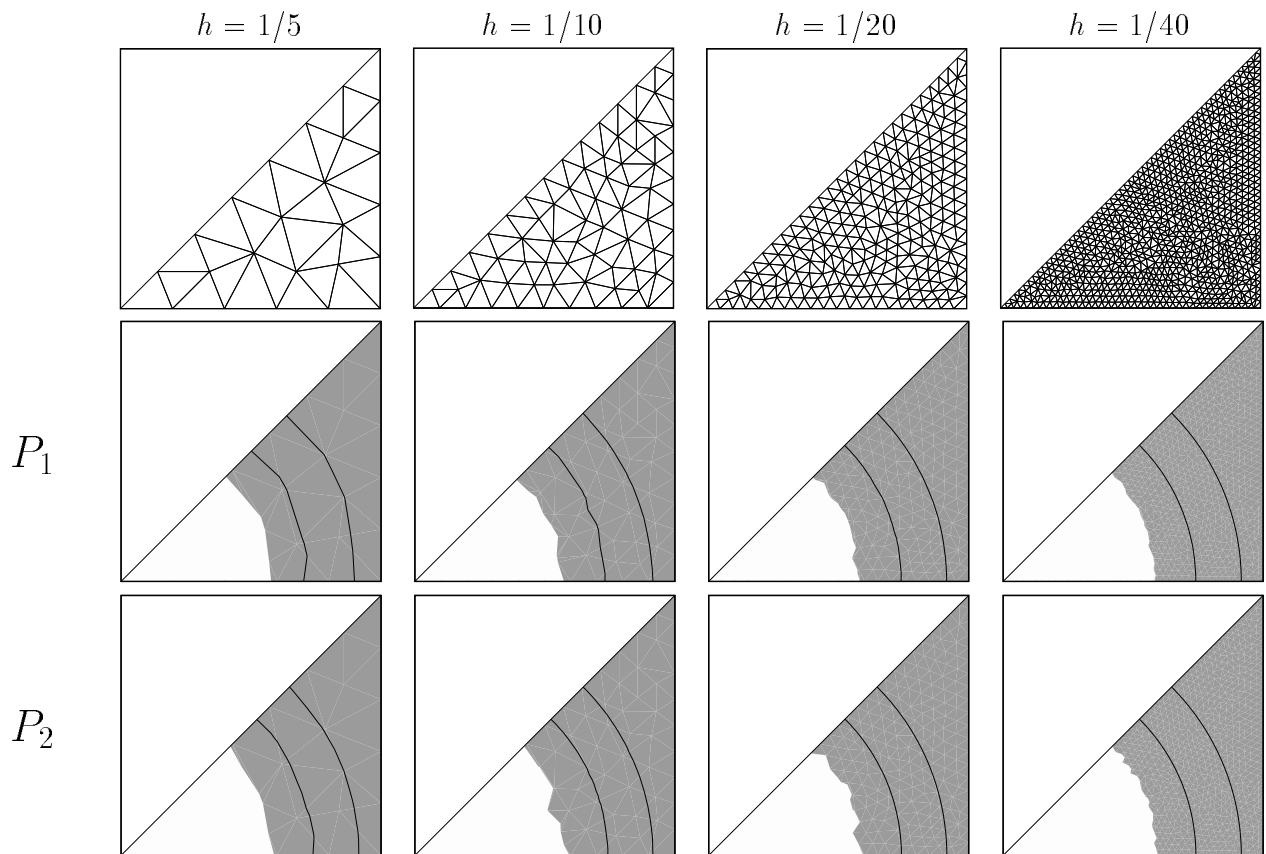 h = 1/5
h = 1/10
h = 1/20
h = 1/40
P₁
P₂